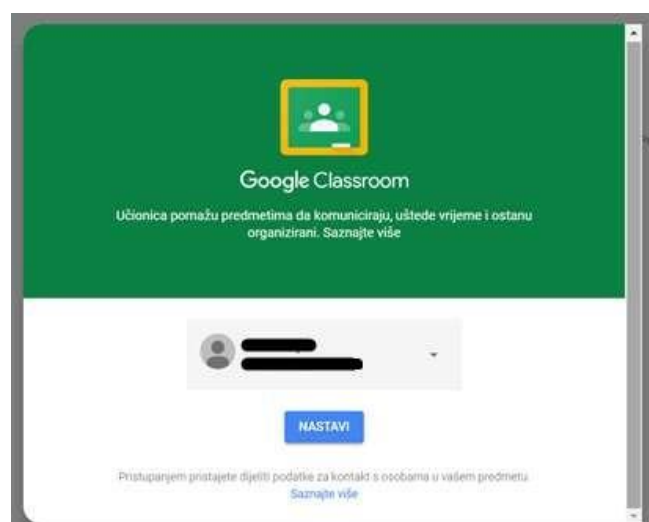 Google Classroom
Učionica pomažu predmetima da komuniciraju, uštede vrijeme i ostanu
organizirani. Saznajte više
NASTAVI
Pristupanjem pristajete dijeliti podatke za kontakt s osobama u vašem predmetu.
Saznajte više